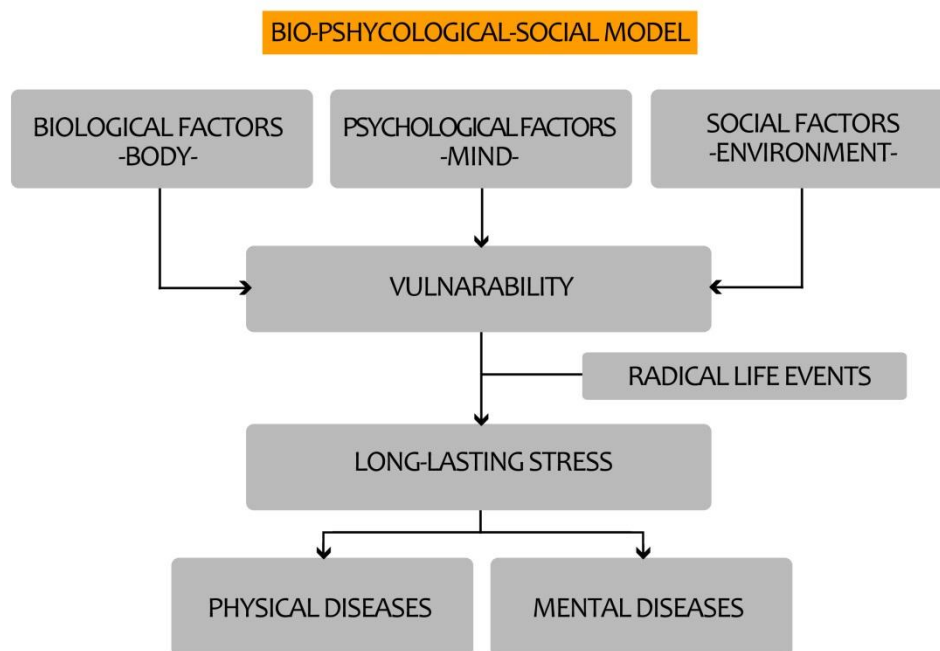 BIO-PSHYCOLOGICAL-SOCIAL MODEL
BIOLOGICAL FACTORS
-BODY-
PSYCHOLOGICAL FACTORS
-MIND-
SOCIAL FACTORS
-ENVIRONMENT-
VULNARABILITY
RADICAL LIFE EVENTS
LONG-LASTING STRESS
PHYSICAL DISEASES
MENTAL DISEASES